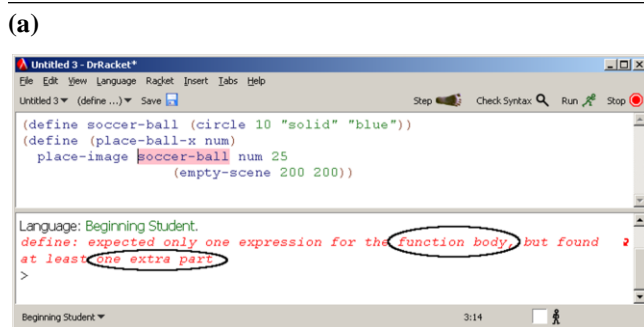 (a)
Untitled 3 - DrRacket*
File Edit View Language Racket Insert Tabs Help
Untitled 3 (define ...) Save Step Check Syntax Run Stop
(define soccer-ball (circle 10 "solid" "blue"))
(define (place-ball-x num)
place-image soccer-ball num 25
(empty-scene 200 200))
Language: Beginning Student.
define: expected only one expression for the function body, but found
at least one extra part
>
Beginning Student 3:14